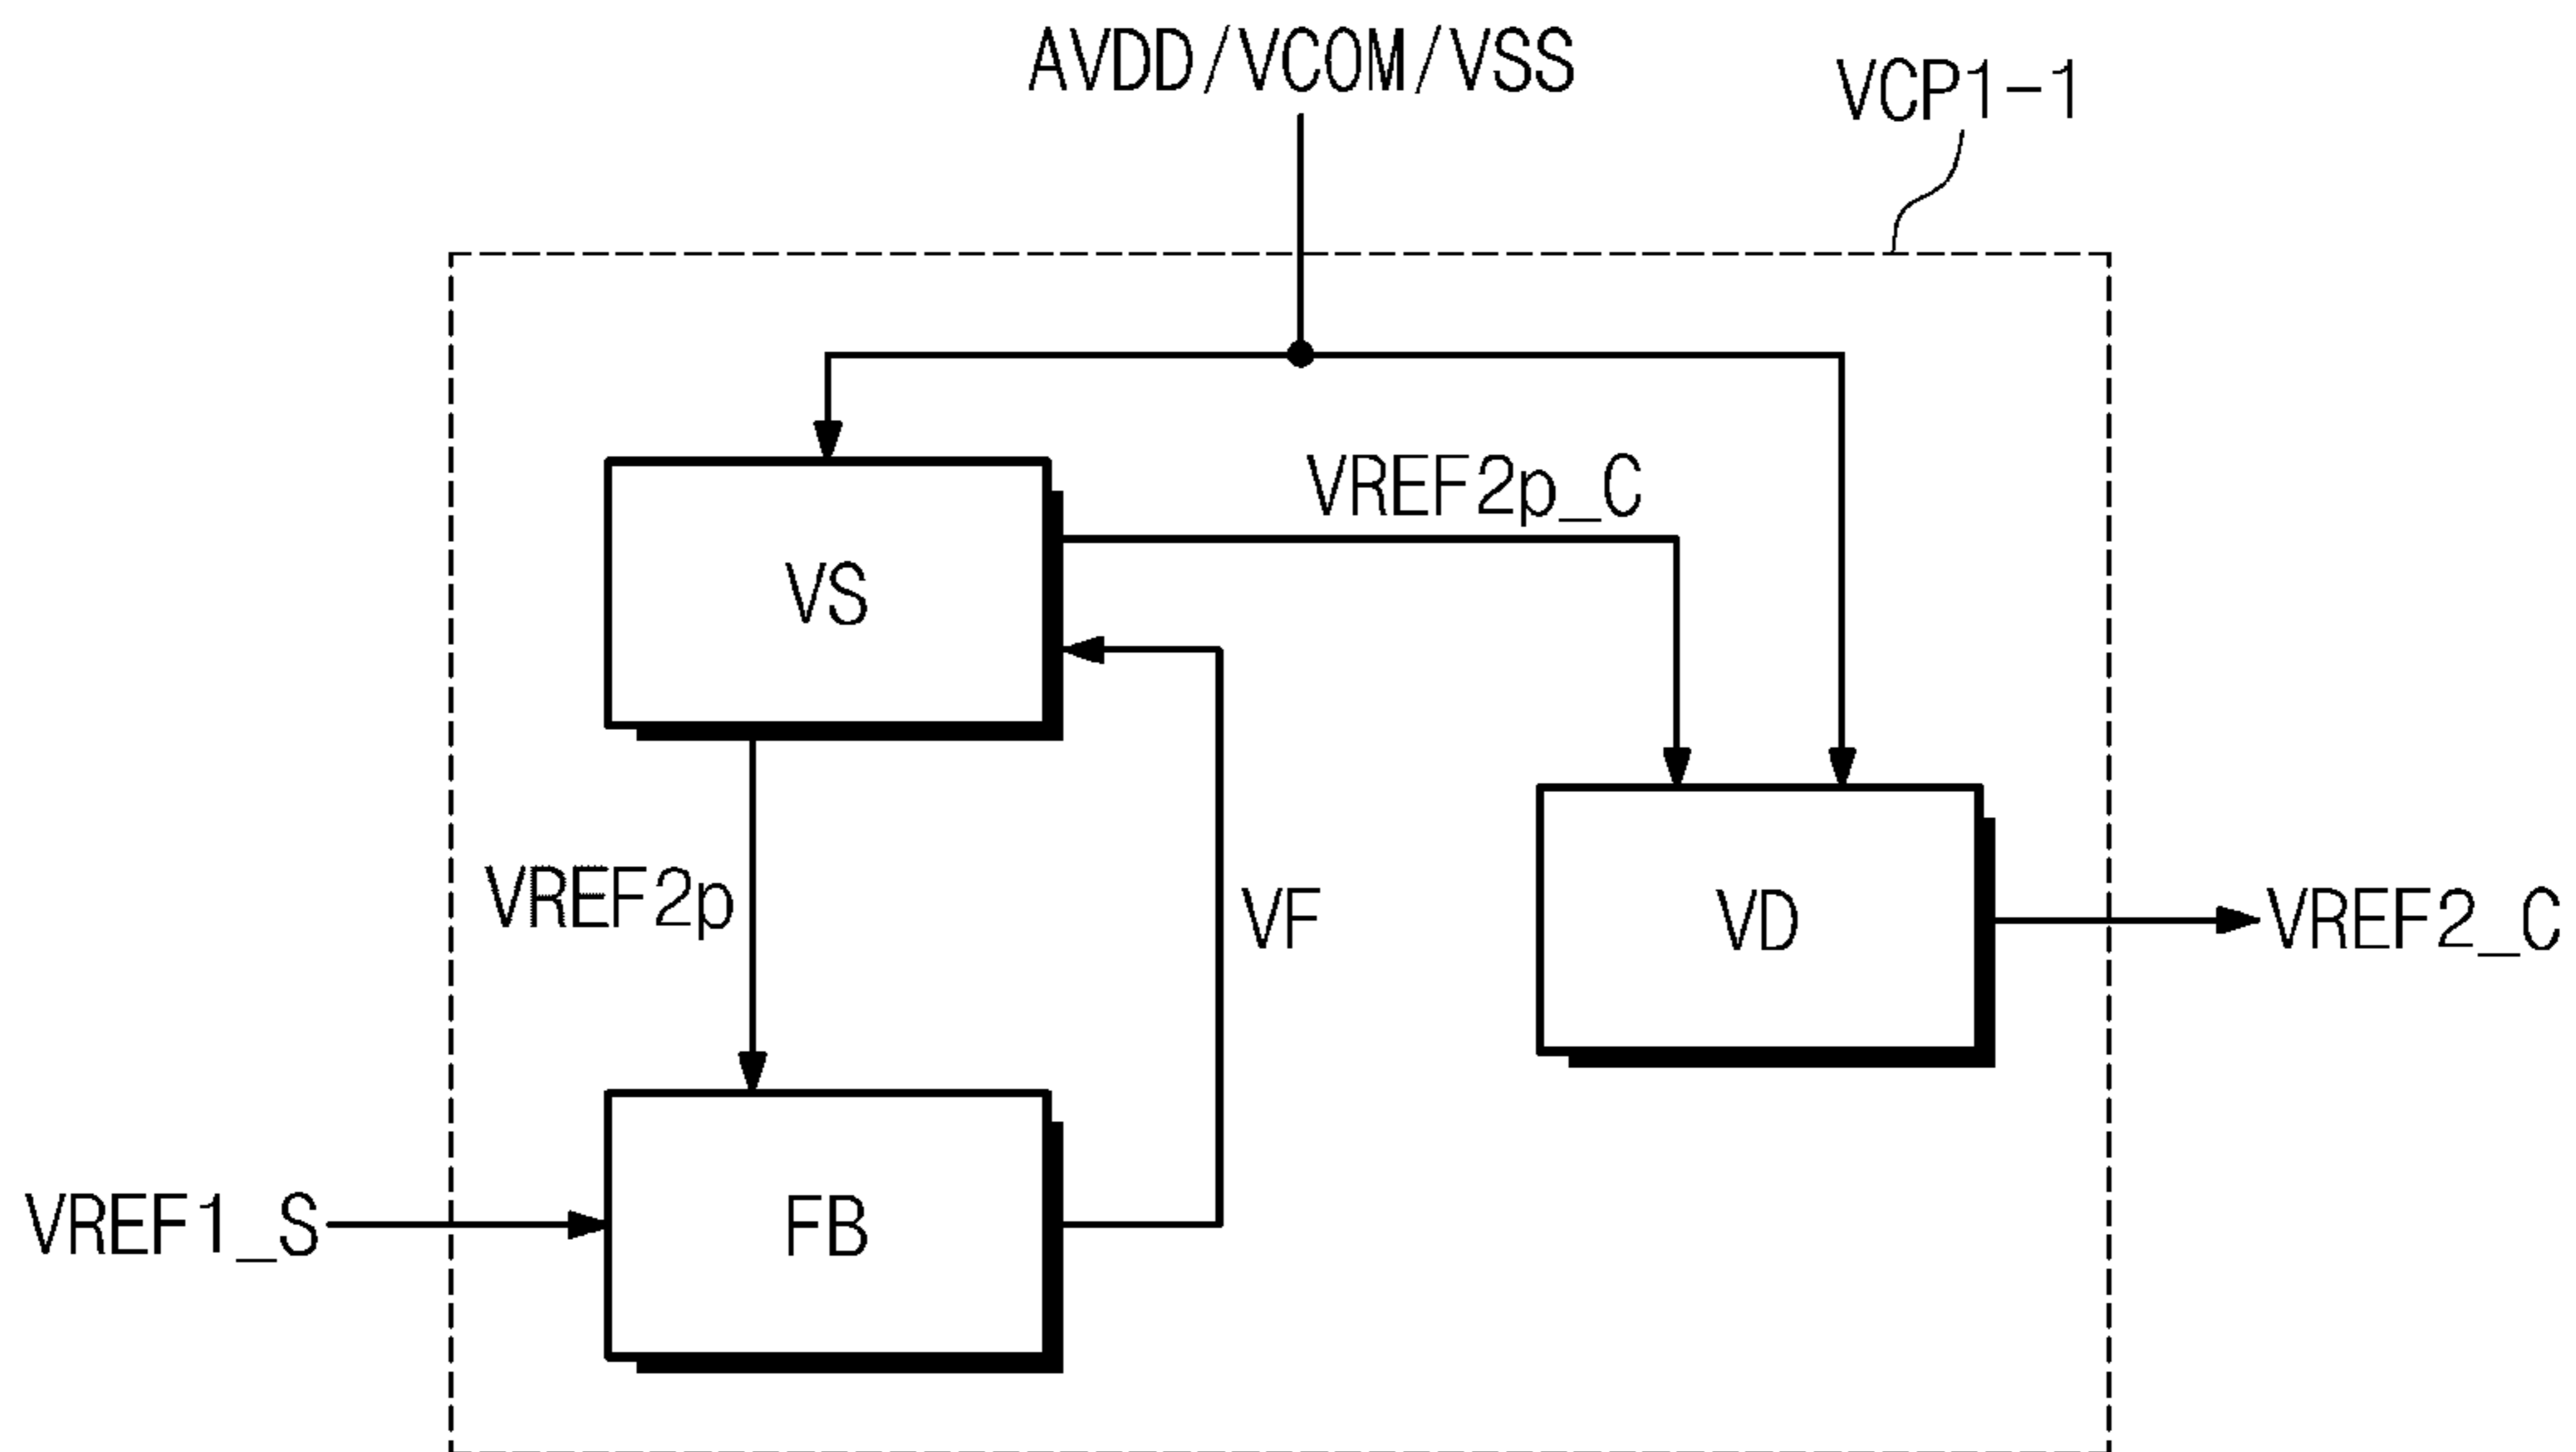 AVDD/VCOM/VSS
VCP1-1
VREF2p_C
VS
VREF2p
VF
VD
VREF2_C
VREF1_S
FB